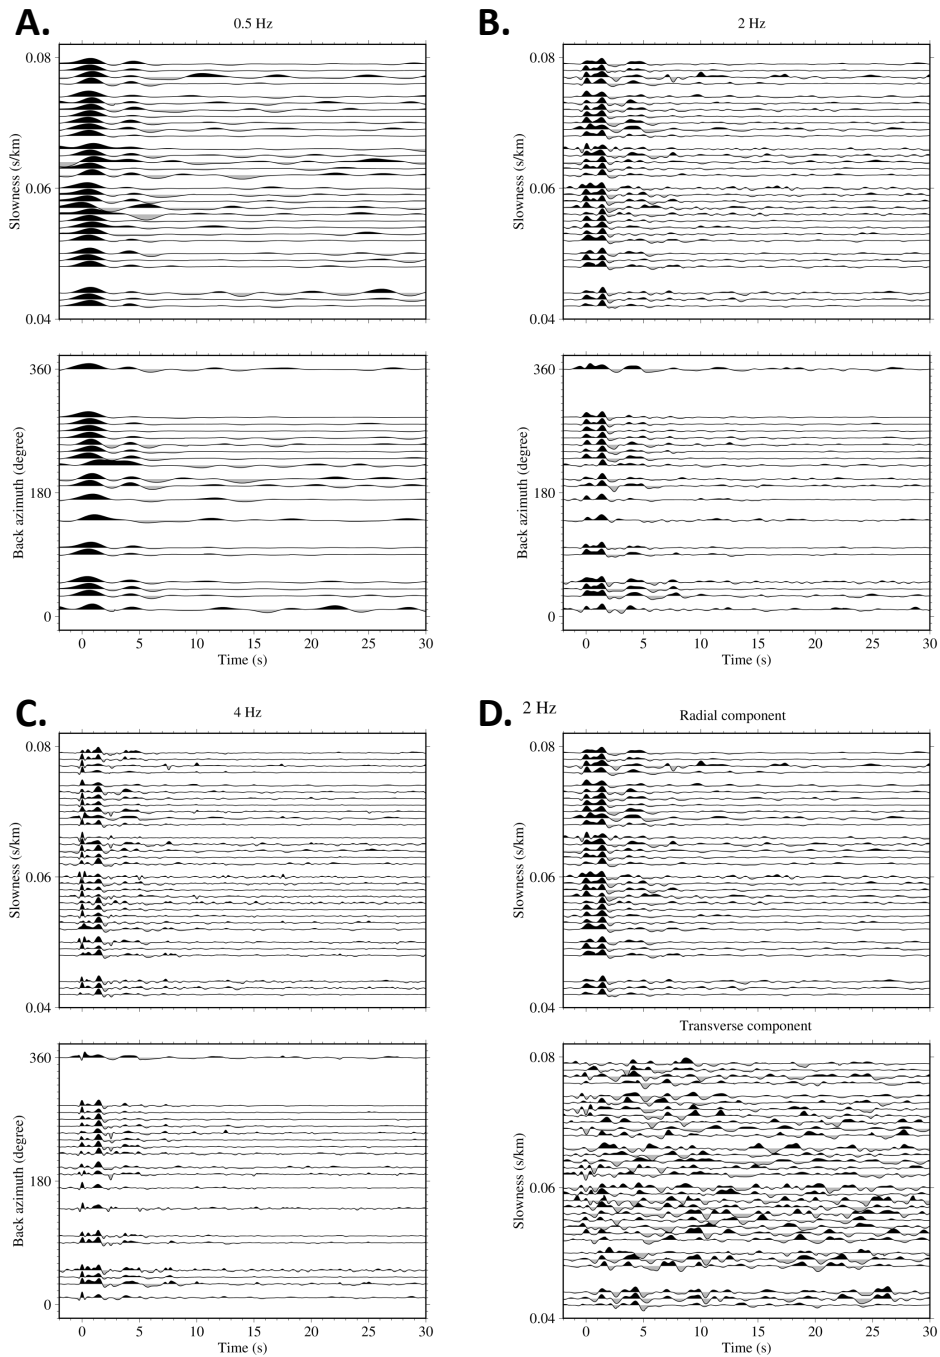 A.
0.5 Hz
0.08
0.06
0.04
Slowness (s/km)
360
180
0
Back azimuth (degree)
0 5 10 15 20 25 30
Time (s)
B.
2 Hz
0.08
0.06
0.04
Slowness (s/km)
360
180
0
Back azimuth (degree)
0 5 10 15 20 25 30
Time (s)
C.
4 Hz
0.08
0.06
0.04
Slowness (s/km)
360
180
0
Back azimuth (degree)
0 5 10 15 20 25 30
Time (s)
D. 2 Hz
Radial component
0.08
0.06
0.04
Slowness (s/km)
Transverse component
0.08
0.06
0.04
Slowness (s/km)
0 5 10 15 20 25 30
Time (s)